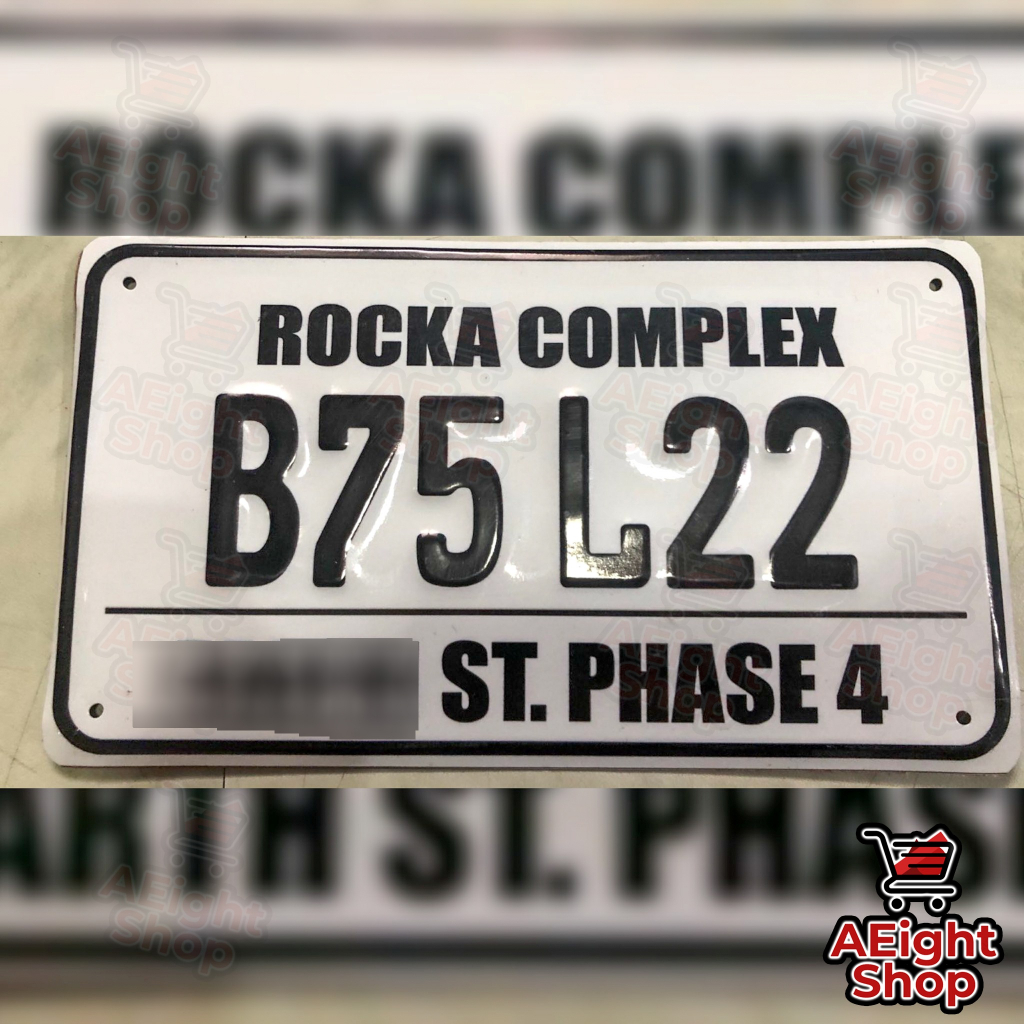 ROCKA COMPLEX
B75 L22
ST. PHASE 4
AEight
Shop